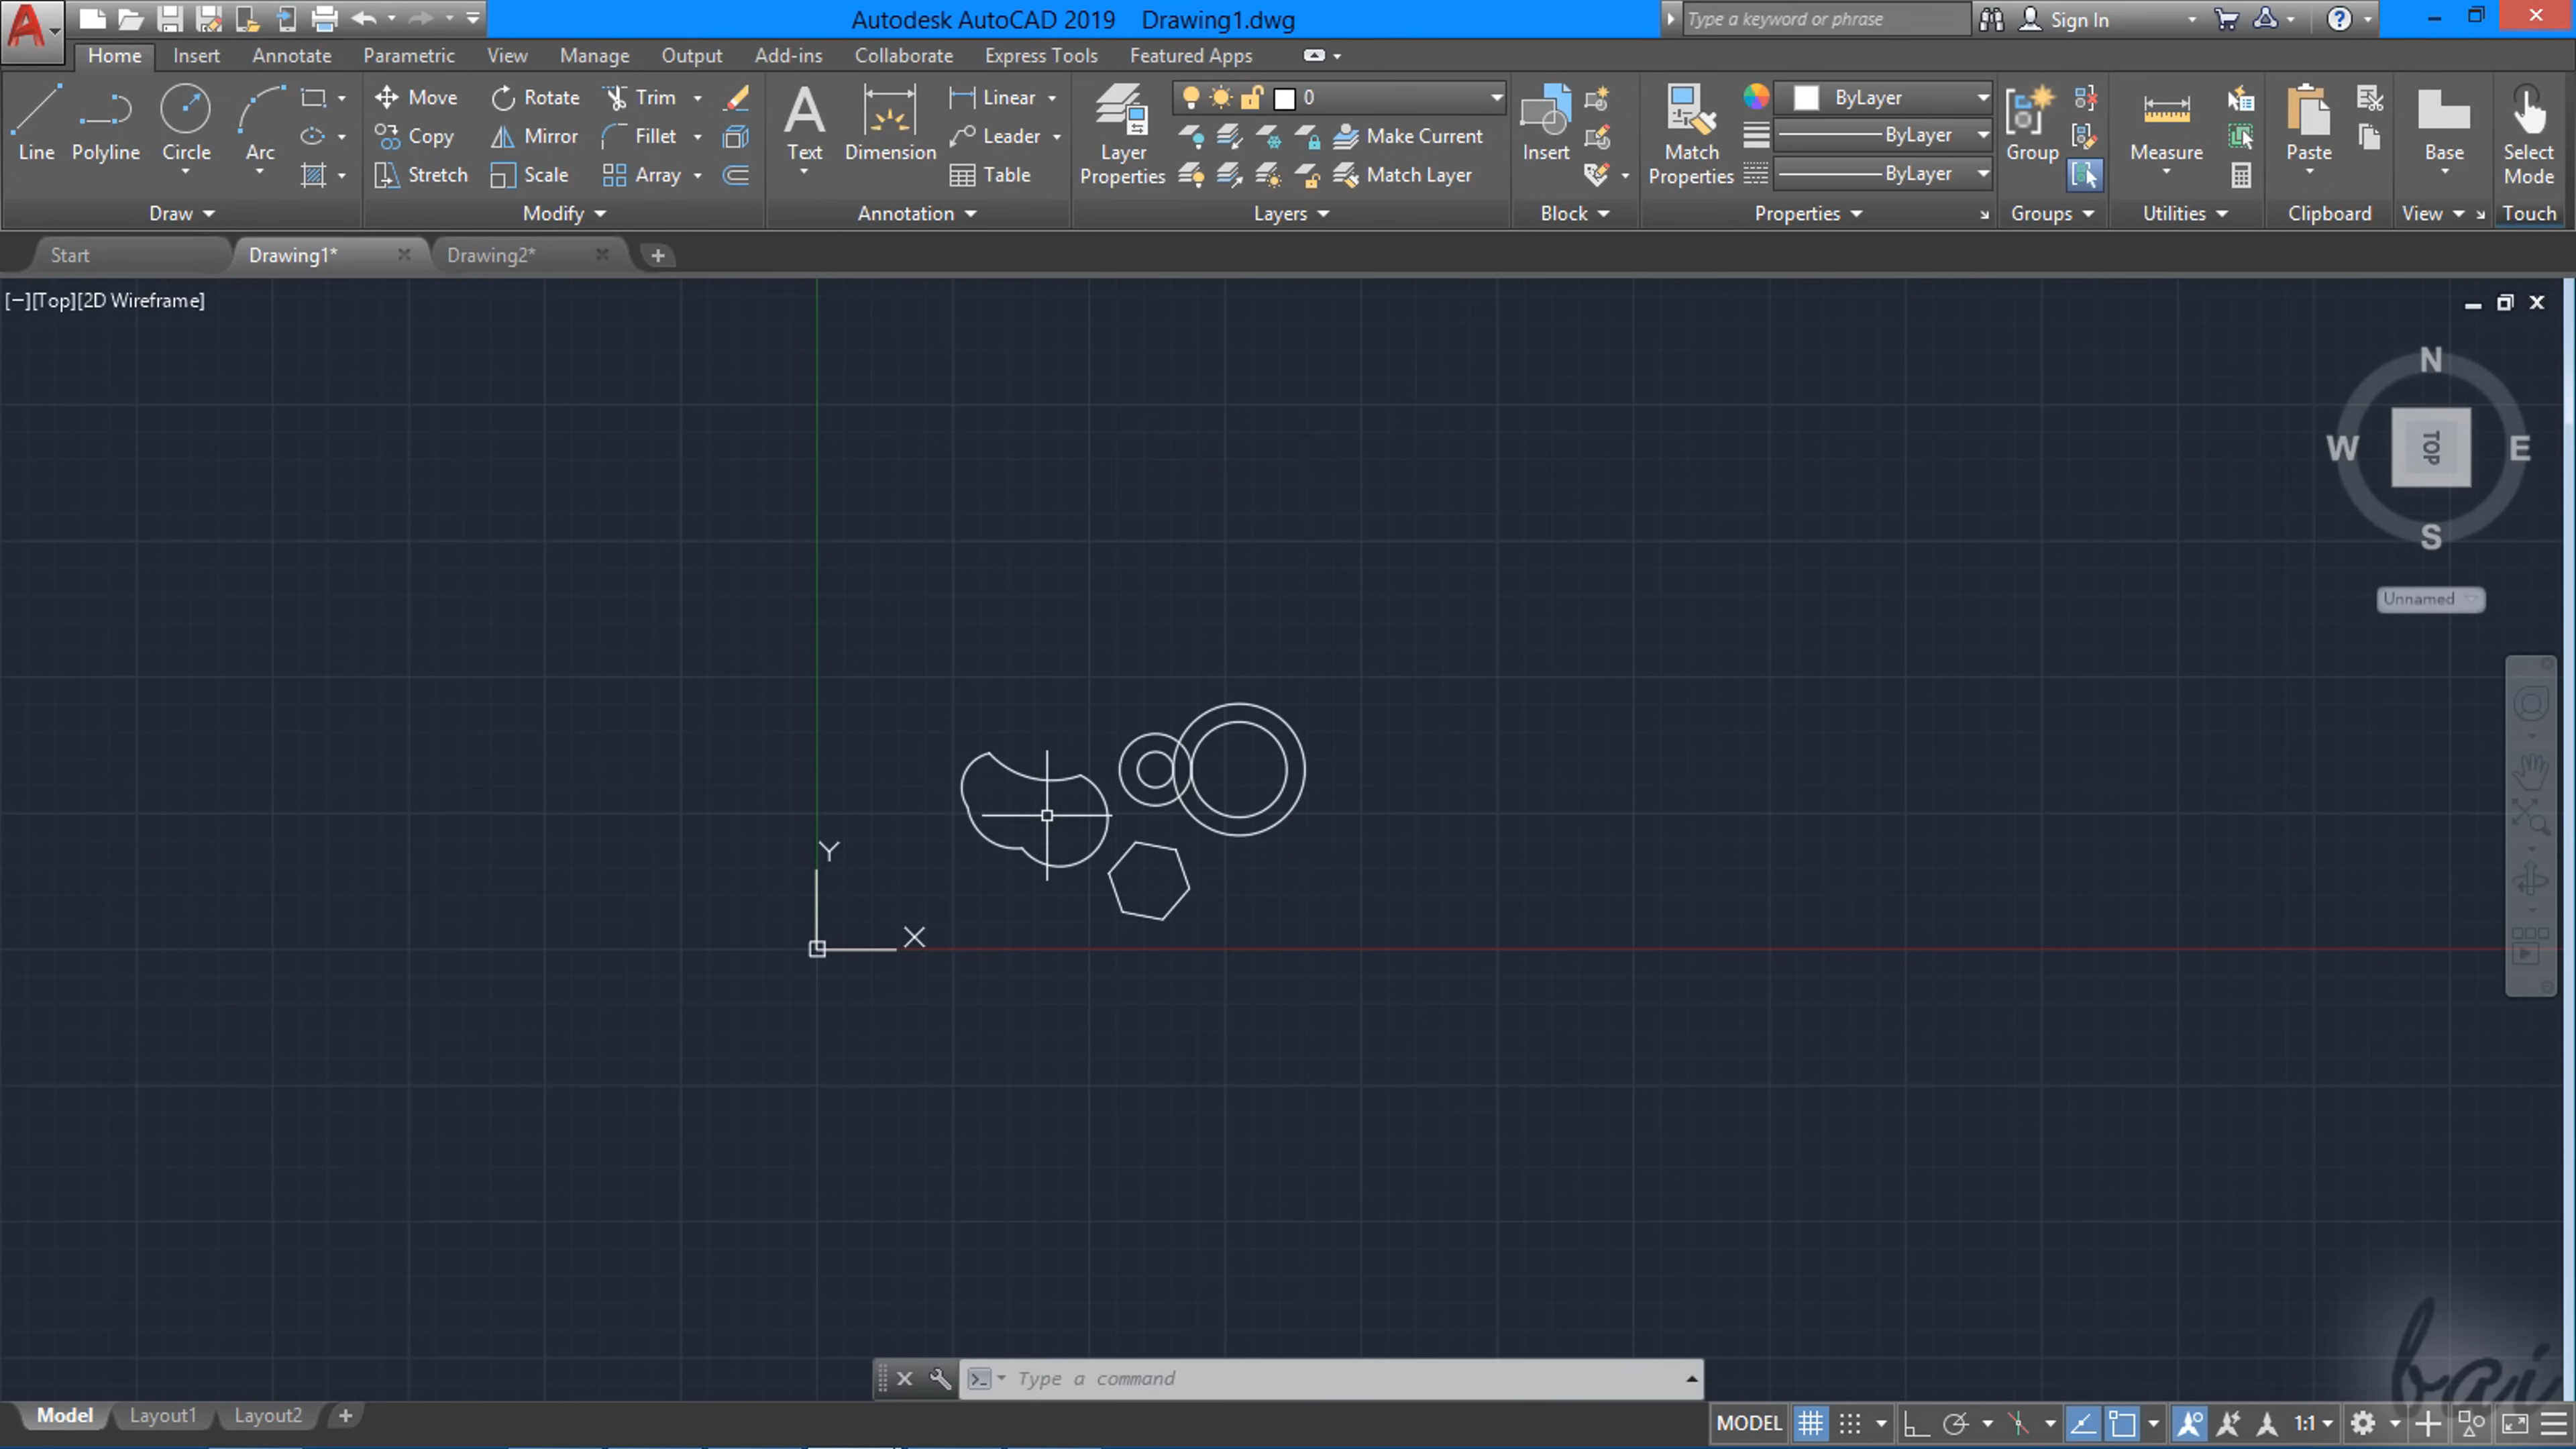 Autodesk AutoCAD 2019 Drawing1.dwg
Type a keyword or phrase
Sign In
Home Insert Annotate Parametric View Manage Output Add-ins Collaborate Express Tools Featured Apps
Line Polyline Circle Arc
Move Rotate Trim
Copy Mirror Fillet
Stretch Scale Array
Text Dimension
Linear
Leader
Table
Layer
Properties
0
Make Current
Match Layer
Insert
Match
Properties
ByLayer
ByLayer
ByLayer
Group
Measure
Paste
Base
Select
Mode
Draw Modify Annotation Layers Block Properties Groups Utilities Clipboard View Touch
Start Drawing1* Drawing2*
[−][Top][2D Wireframe]
N
W TOP E
S
Unnamed
Y
X
Type a command
Model Layout1 Layout2
MODEL 1:1
bai